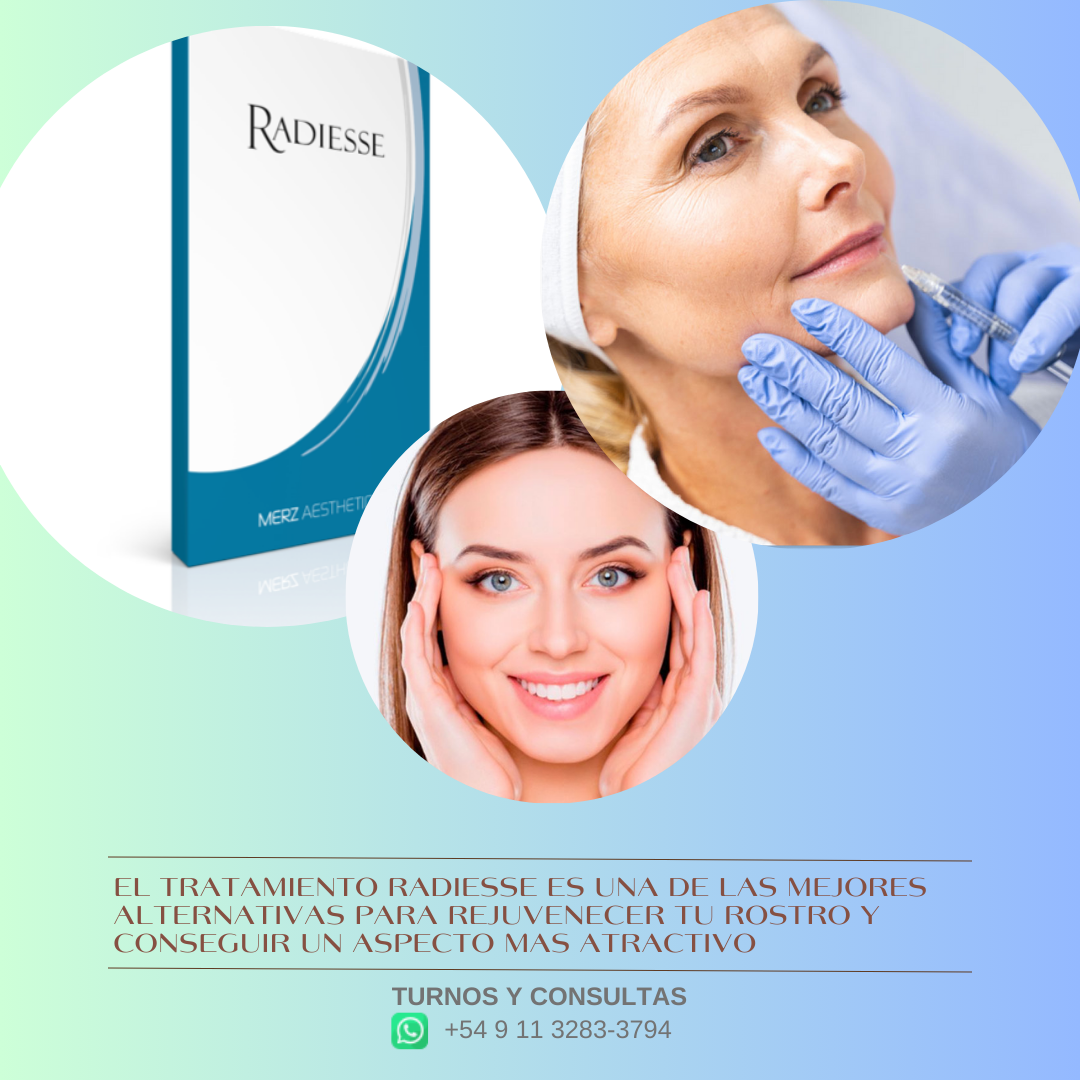 RADIESSE
MERZ AESTHETIC
EL TRATAMIENTO RADIESSE ES UNA DE LAS MEJORES
ALTERNATIVAS PARA REJUVENECER TU ROSTRO Y
CONSEGUIR UN ASPECTO MAS ATRACTIVO
TURNOS Y CONSULTAS
+54 9 11 3283-3794